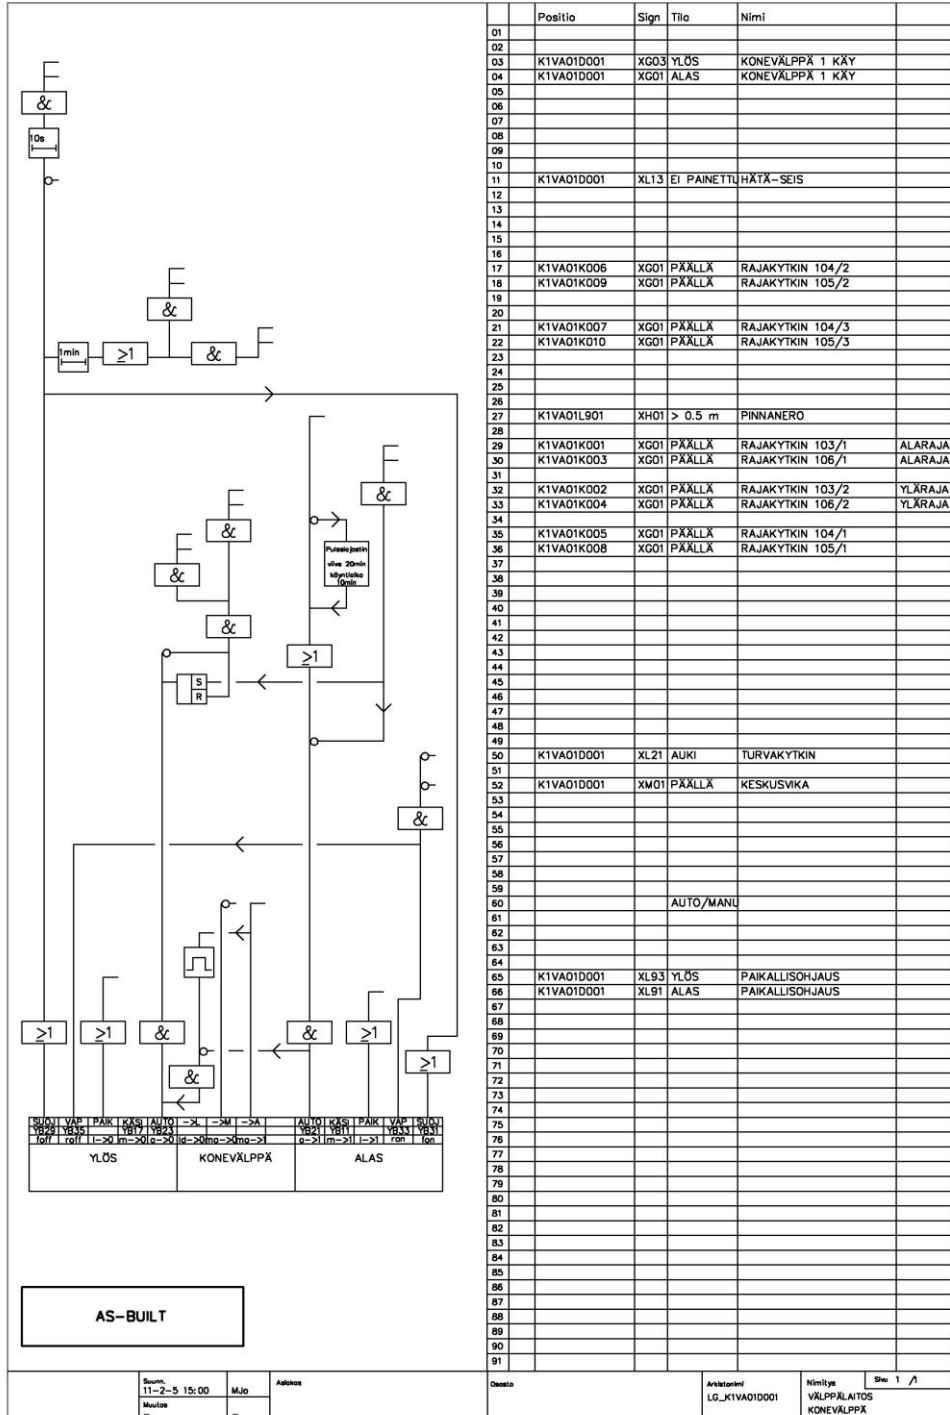 Positio Sign Tila Nimi
01
02
03 K1VA01D001 XG03 YLÖS KONEVÄLPPÄ 1 KÄY
04 K1VA01D001 XG01 ALAS KONEVÄLPPÄ 1 KÄY
05
06
07
08
09
10
11 K1VA01D001 XL13 EI PAINETTU HÄTÄ-SEIS
12
13
14
15
16
17 K1VA01K006 XG01 PÄÄLLÄ RAJAKYTKIN 104/2
18 K1VA01K009 XG01 PÄÄLLÄ RAJAKYTKIN 105/2
19
20
21 K1VA01K007 XG01 PÄÄLLÄ RAJAKYTKIN 104/3
22 K1VA01K010 XG01 PÄÄLLÄ RAJAKYTKIN 105/3
23
24
25
26
27 K1VA01L901 XH01 > 0.5 m PINNANERO
28
29 K1VA01K001 XG01 PÄÄLLÄ RAJAKYTKIN 103/1 ALARAJA
30 K1VA01K003 XG01 PÄÄLLÄ RAJAKYTKIN 106/1 ALARAJA
31
32 K1VA01K002 XG01 PÄÄLLÄ RAJAKYTKIN 103/2 YLÄRAJA
33 K1VA01K004 XG01 PÄÄLLÄ RAJAKYTKIN 106/2 YLÄRAJA
34
35 K1VA01K005 XG01 PÄÄLLÄ RAJAKYTKIN 104/1
36 K1VA01K008 XG01 PÄÄLLÄ RAJAKYTKIN 105/1
37
38
39
40
41
42
43
44
45
46
47
48
49
50 K1VA01D001 XL21 AUKI TURVAKYTKIN
51
52 K1VA01D001 XM01 PÄÄLLÄ KESKUSVIKA
53
54
55
56
57
58
59
60 AUTO/MANU
61
62
63
64
65 K1VA01D001 XL93 YLÖS PAIKALLISOHJAUS
66 K1VA01D001 XL91 ALAS PAIKALLISOHJAUS
67
68
69
70
71
72
73
74
75
76
77
78
79
80
81
82
83
84
85
86
87
88
89
90
91
&
10s
&
1min ≥1 &
&
&
Pulssiajastin
viive 20min
käyntiaika
10min
&
&
≥1
S
R
&
≥1 ≥1 & & ≥1
≥1
&
SUOJ VAP PAIK KÄSI AUTO ->L ->M ->A AUTO KÄSI PAIK VAP SUOJ
YB29 YB35 YB17 YB23 YB21 YB11 YB33 YB31
foff roff l->0 m->0 a->0 ld->0 ma->0 ma->1 a->1 m->1 l->1 ron fon
YLÖS KONEVÄLPPÄ ALAS
AS-BUILT
Suunn.
11-2-5 15:00 MJo
Muutos
- -
Asiakas
Osasto
Arkistonimi
LG_K1VA01D001
Nimitys
VÄLPPÄLAITOS
KONEVÄLPPÄ
Sivu 1 /1